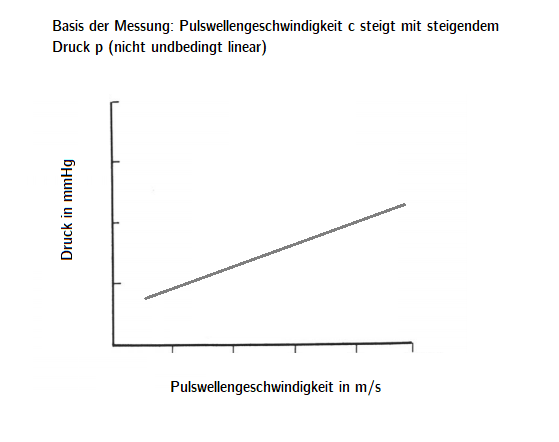 Basis der Messung: Pulswellengeschwindigkeit c steigt mit steigendem
Druck p (nicht undbedingt linear)
Druck in mmHg
Pulswellengeschwindigkeit in m/s